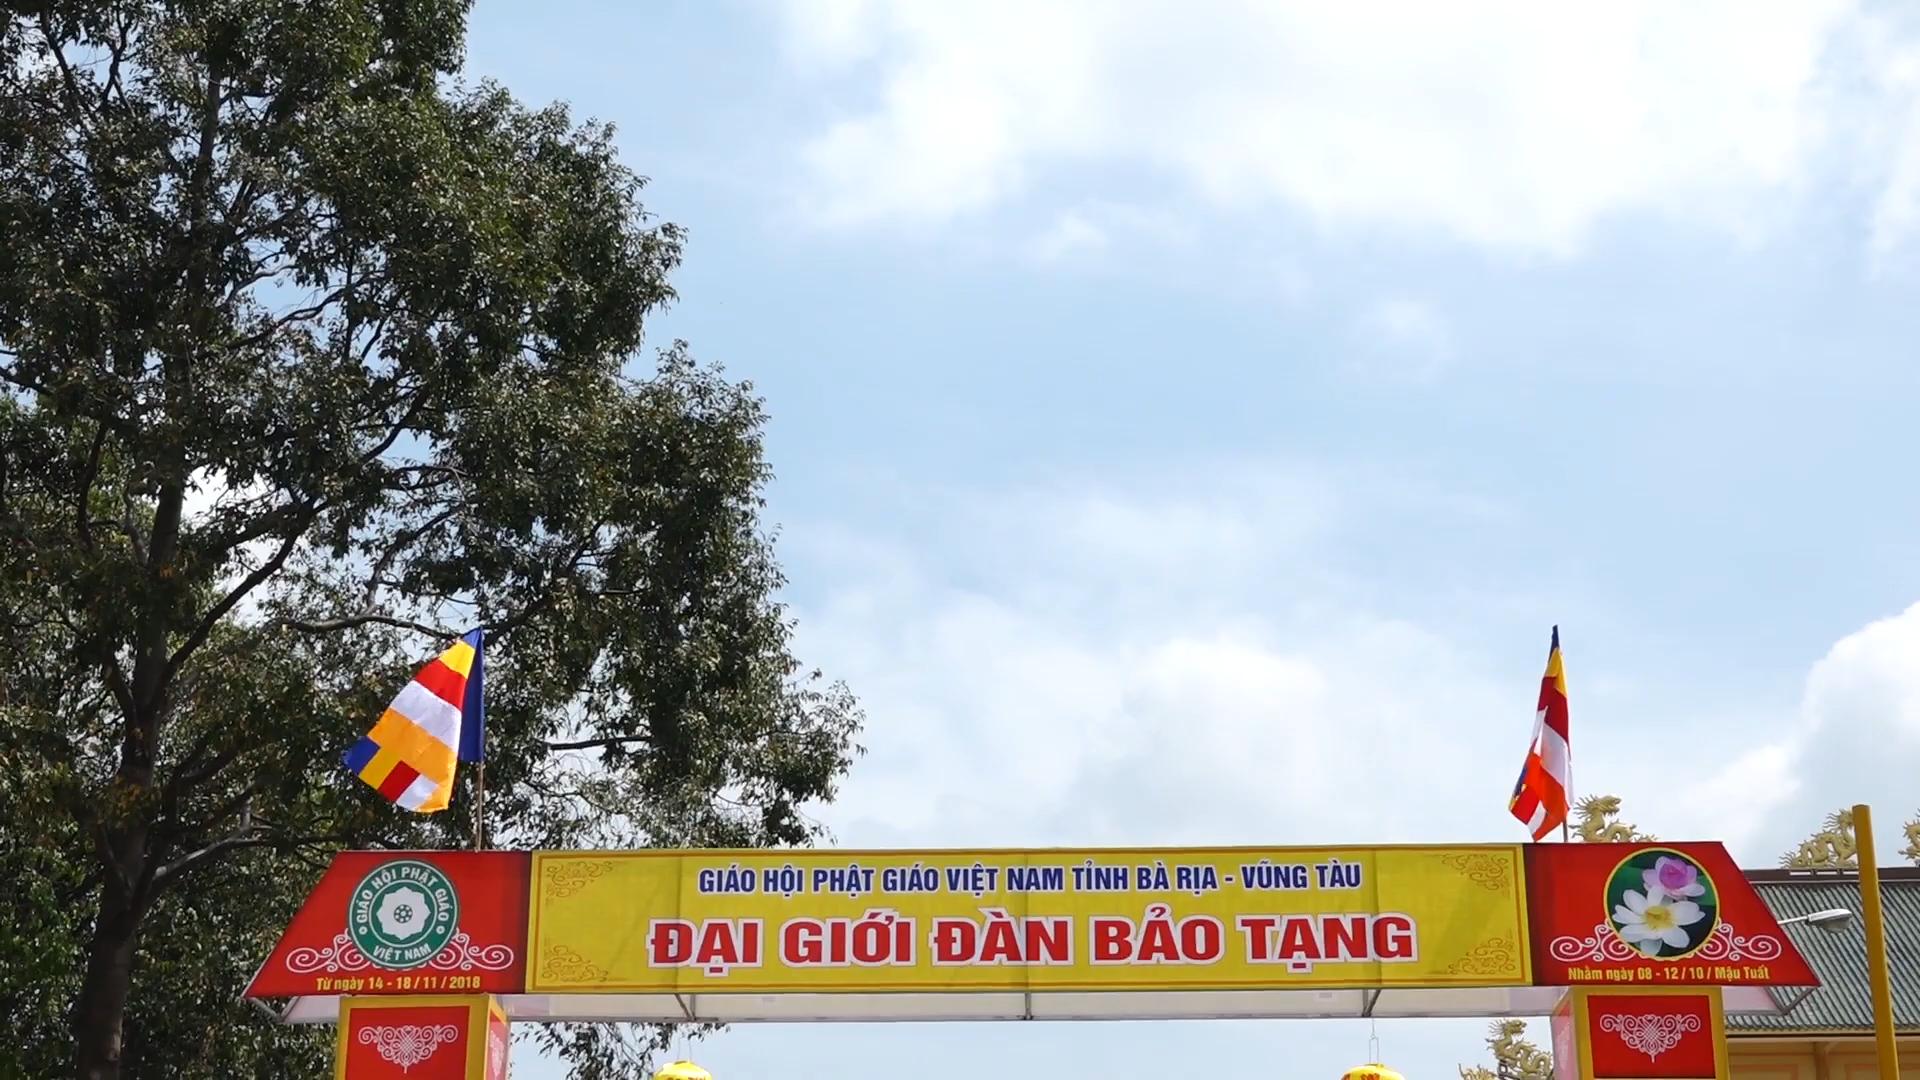 GIÁO HỘI PHẬT GIÁO VIỆT NAM TỈNH BÀ RỊA - VŨNG TÀU
ĐẠI GIỚI ĐÀN BẢO TẠNG
GIÁO HỘI PHẬT GIÁO
VIỆT NAM
Từ ngày 14 - 18 / 11 / 2018
Nhằm ngày 08 - 12 / 10 / Mậu Tuất